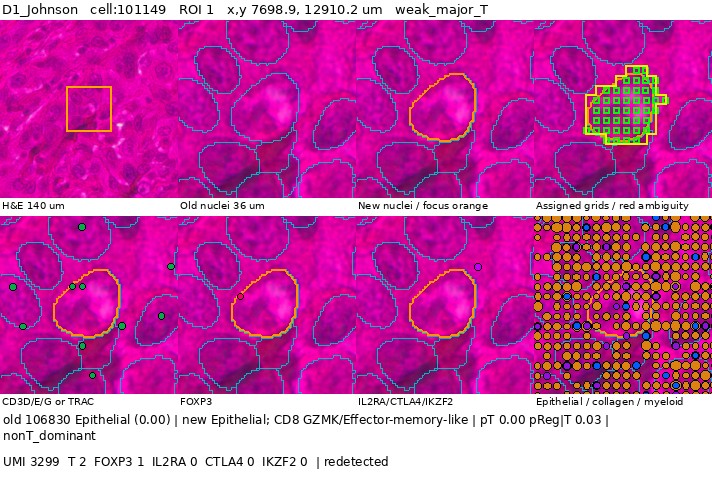 D1_Johnson   cell:101149   ROI 1   x,y 7698.9, 12910.2 um   weak_major_T
H&E 140 um
Old nuclei 36 um
New nuclei / focus orange
Assigned grids / red ambiguity
CD3D/E/G or TRAC
FOXP3
IL2RA/CTLA4/IKZF2
Epithelial / collagen / myeloid
old 106830 Epithelial (0.00) | new Epithelial; CD8 GZMK/Effector-memory-like | pT 0.00 pReg|T 0.03 |
nonT_dominant
UMI 3299  T 2  FOXP3 1  IL2RA 0  CTLA4 0  IKZF2 0  | redetected